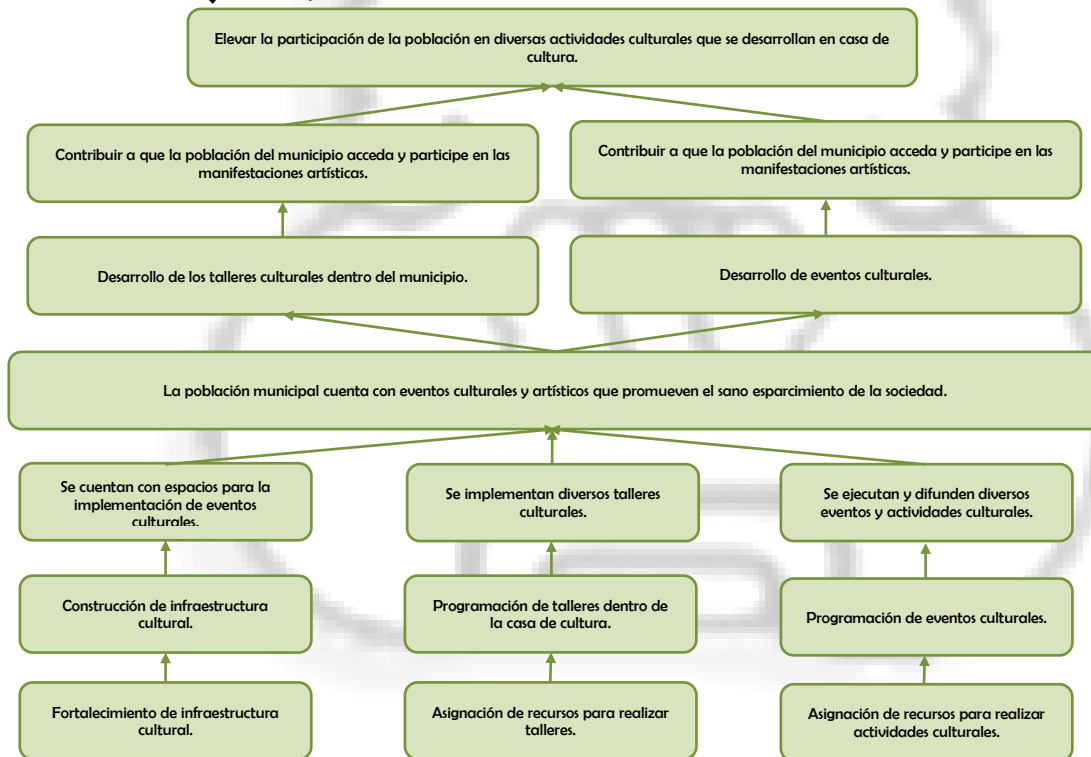 Elevar la participación de la población en diversas actividades culturales que se desarrollan en casa de
cultura.
Contribuir a que la población del municipio acceda y participe en las
manifestaciones artísticas.
Contribuir a que la población del municipio acceda y participe en las
manifestaciones artísticas.
Desarrollo de los talleres culturales dentro del municipio.
Desarrollo de eventos culturales.
La población municipal cuenta con eventos culturales y artísticos que promueven el sano esparcimiento de la sociedad.
Se cuentan con espacios para la
implementación de eventos
culturales.
Se implementan diversos talleres
culturales.
Se ejecutan y difunden diversos
eventos y actividades culturales.
Construcción de infraestructura
cultural.
Programación de talleres dentro de
la casa de cultura.
Programación de eventos culturales.
Fortalecimiento de infraestructura
cultural.
Asignación de recursos para realizar
talleres.
Asignación de recursos para realizar
actividades culturales.